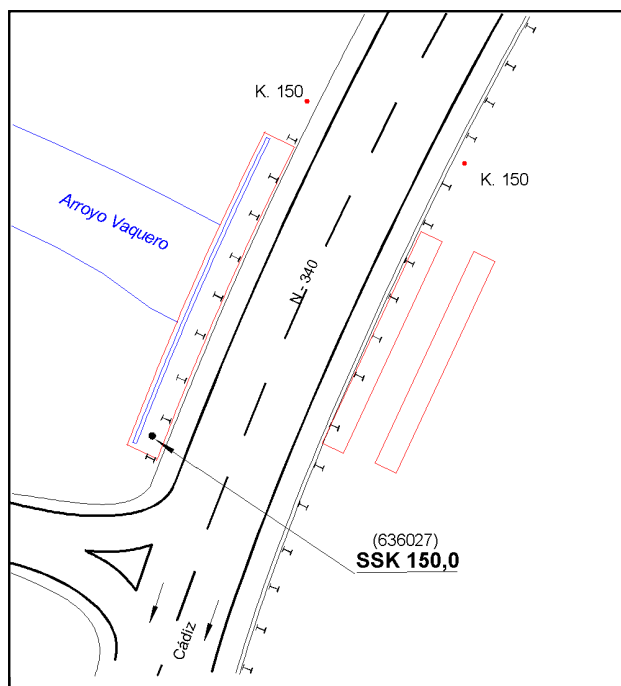 K. 150
K. 150
Arroyo Vaquero
N - 340
(636027)
SSK 150,0
Cádiz